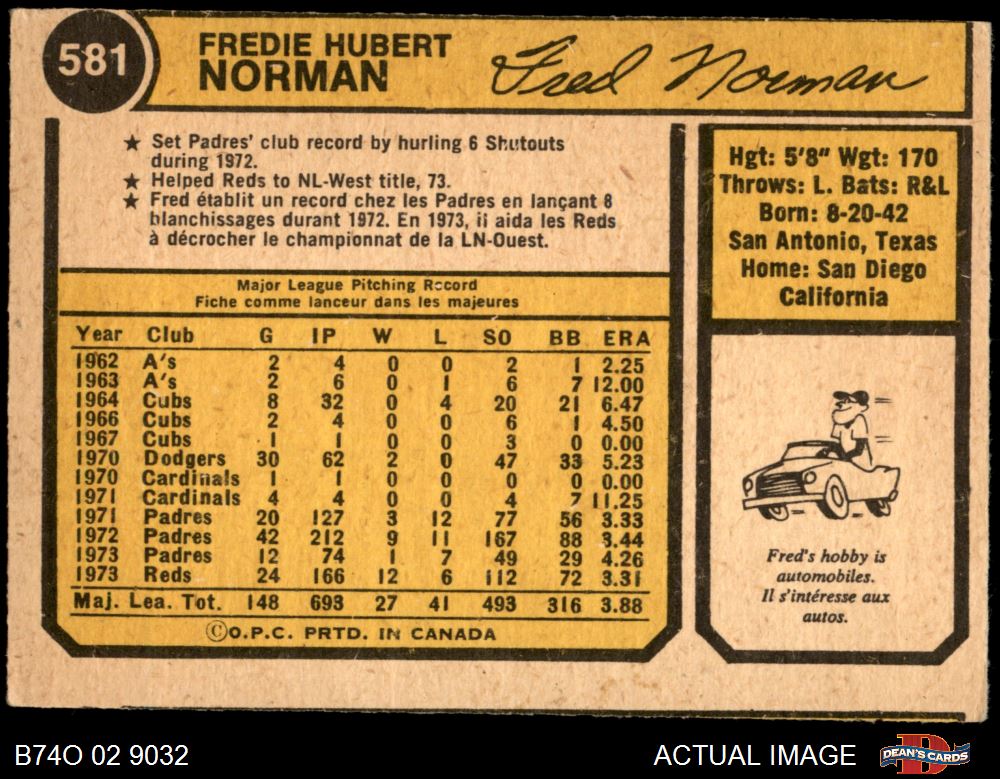 581
FREDIE HUBERT
NORMAN
Fred Norman
★ Set Padres' club record by hurling 6 Shutouts
during 1972.
★ Helped Reds to NL-West title, 73.
★ Fred établit un record chez les Padres en lançant 8
blanchissages durant 1972. En 1973, il aida les Reds
à décrocher le championnat de la LN-Ouest.
Hgt: 5'8" Wgt: 170
Throws: L. Bats: R&L
Born: 8-20-42
San Antonio, Texas
Home: San Diego
California
Major League Pitching Record
Fiche comme lanceur dans les majeures
Year Club G IP W L SO BB ERA
1962 A's 2 4 0 0 2 1 2.25
1963 A's 2 6 0 1 6 7 12.00
1964 Cubs 8 32 0 4 20 21 6.47
1966 Cubs 2 4 0 0 6 1 4.50
1967 Cubs 1 1 0 0 3 0 0.00
1970 Dodgers 30 62 2 0 47 33 5.23
1970 Cardinals 1 1 0 0 0 0 0.00
1971 Cardinals 4 4 0 0 4 7 11.25
1971 Padres 20 127 3 12 77 56 3.33
1972 Padres 42 212 9 11 167 88 3.44
1973 Padres 12 74 1 7 49 29 4.26
1973 Reds 24 166 12 6 112 72 3.31
Maj. Lea. Tot. 148 693 27 41 493 316 3.88
©O.P.C. PRTD. IN CANADA
Fred's hobby is
automobiles.
Il s'intéresse aux
autos.
B74O 02 9032
ACTUAL IMAGE
DEAN'S CARDS